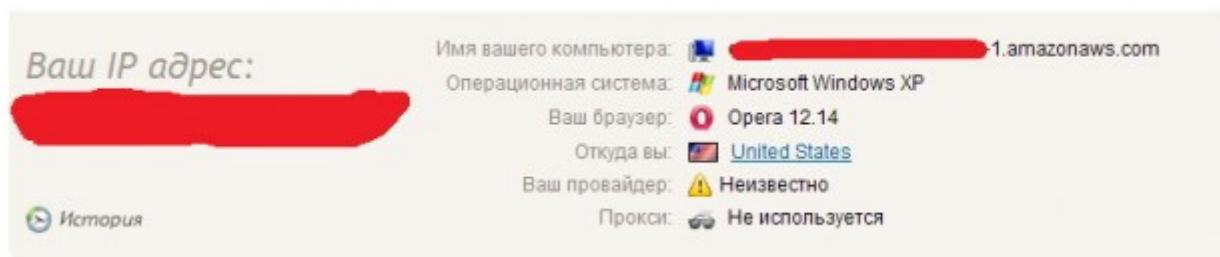 Ваш IP адрес:
История
Имя вашего компьютера: -1.amazonaws.com
Операционная система: Microsoft Windows XP
Ваш браузер: Opera 12.14
Откуда вы: United States
Ваш провайдер: Неизвестно
Прокси: Не используется